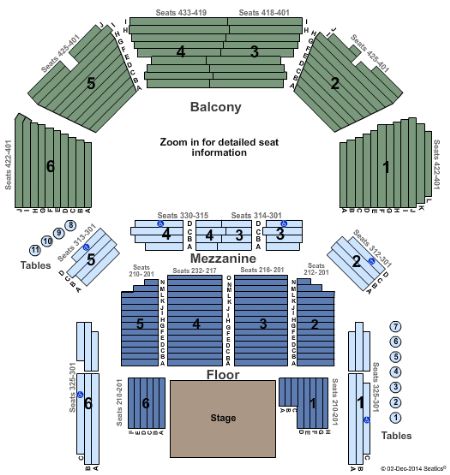 Seats 433-419
Seats 418-401
Seats 425-401
Seats 425-401
I
H
G
F
E
D
C
B
A
J
I
H
G
F
E
D
C
B
A
I
H
G
F
E
D
C
B
A
5
4
3
2
Balcony
Zoom in for detailed seat
information
Seats 422-401
6
J
I
H
G
F
E
D
C
B
A
1
A
B
C
D
E
F
G
H
I
J
K
L
Seats 422-401
Seats 330-315
Seats 314-301
4
D
C
B
A
4
3
D
C
B
A
3
Mezzanine
8
9
10
11
Tables
Seats 313-301
5
D
C
B
A
Seats 312-301
2
D
C
B
A
Seats
210-201
Seats 232-217
Seats 218-201
Seats
212-201
5
N
M
L
K
J
I
H
G
F
E
D
C
B
A
4
O
N
M
L
K
J
I
H
G
F
E
D
C
B
A
3
N
M
L
K
J
I
H
G
F
E
D
C
B
A
2
Floor
Seats 325-301
6
Seats 210-201
6
Stage
A
B
C
1
Seats 210-201
1
Seats 325-301
7
6
5
4
3
2
1
Tables
© 03-Dec-2014 Seatics®